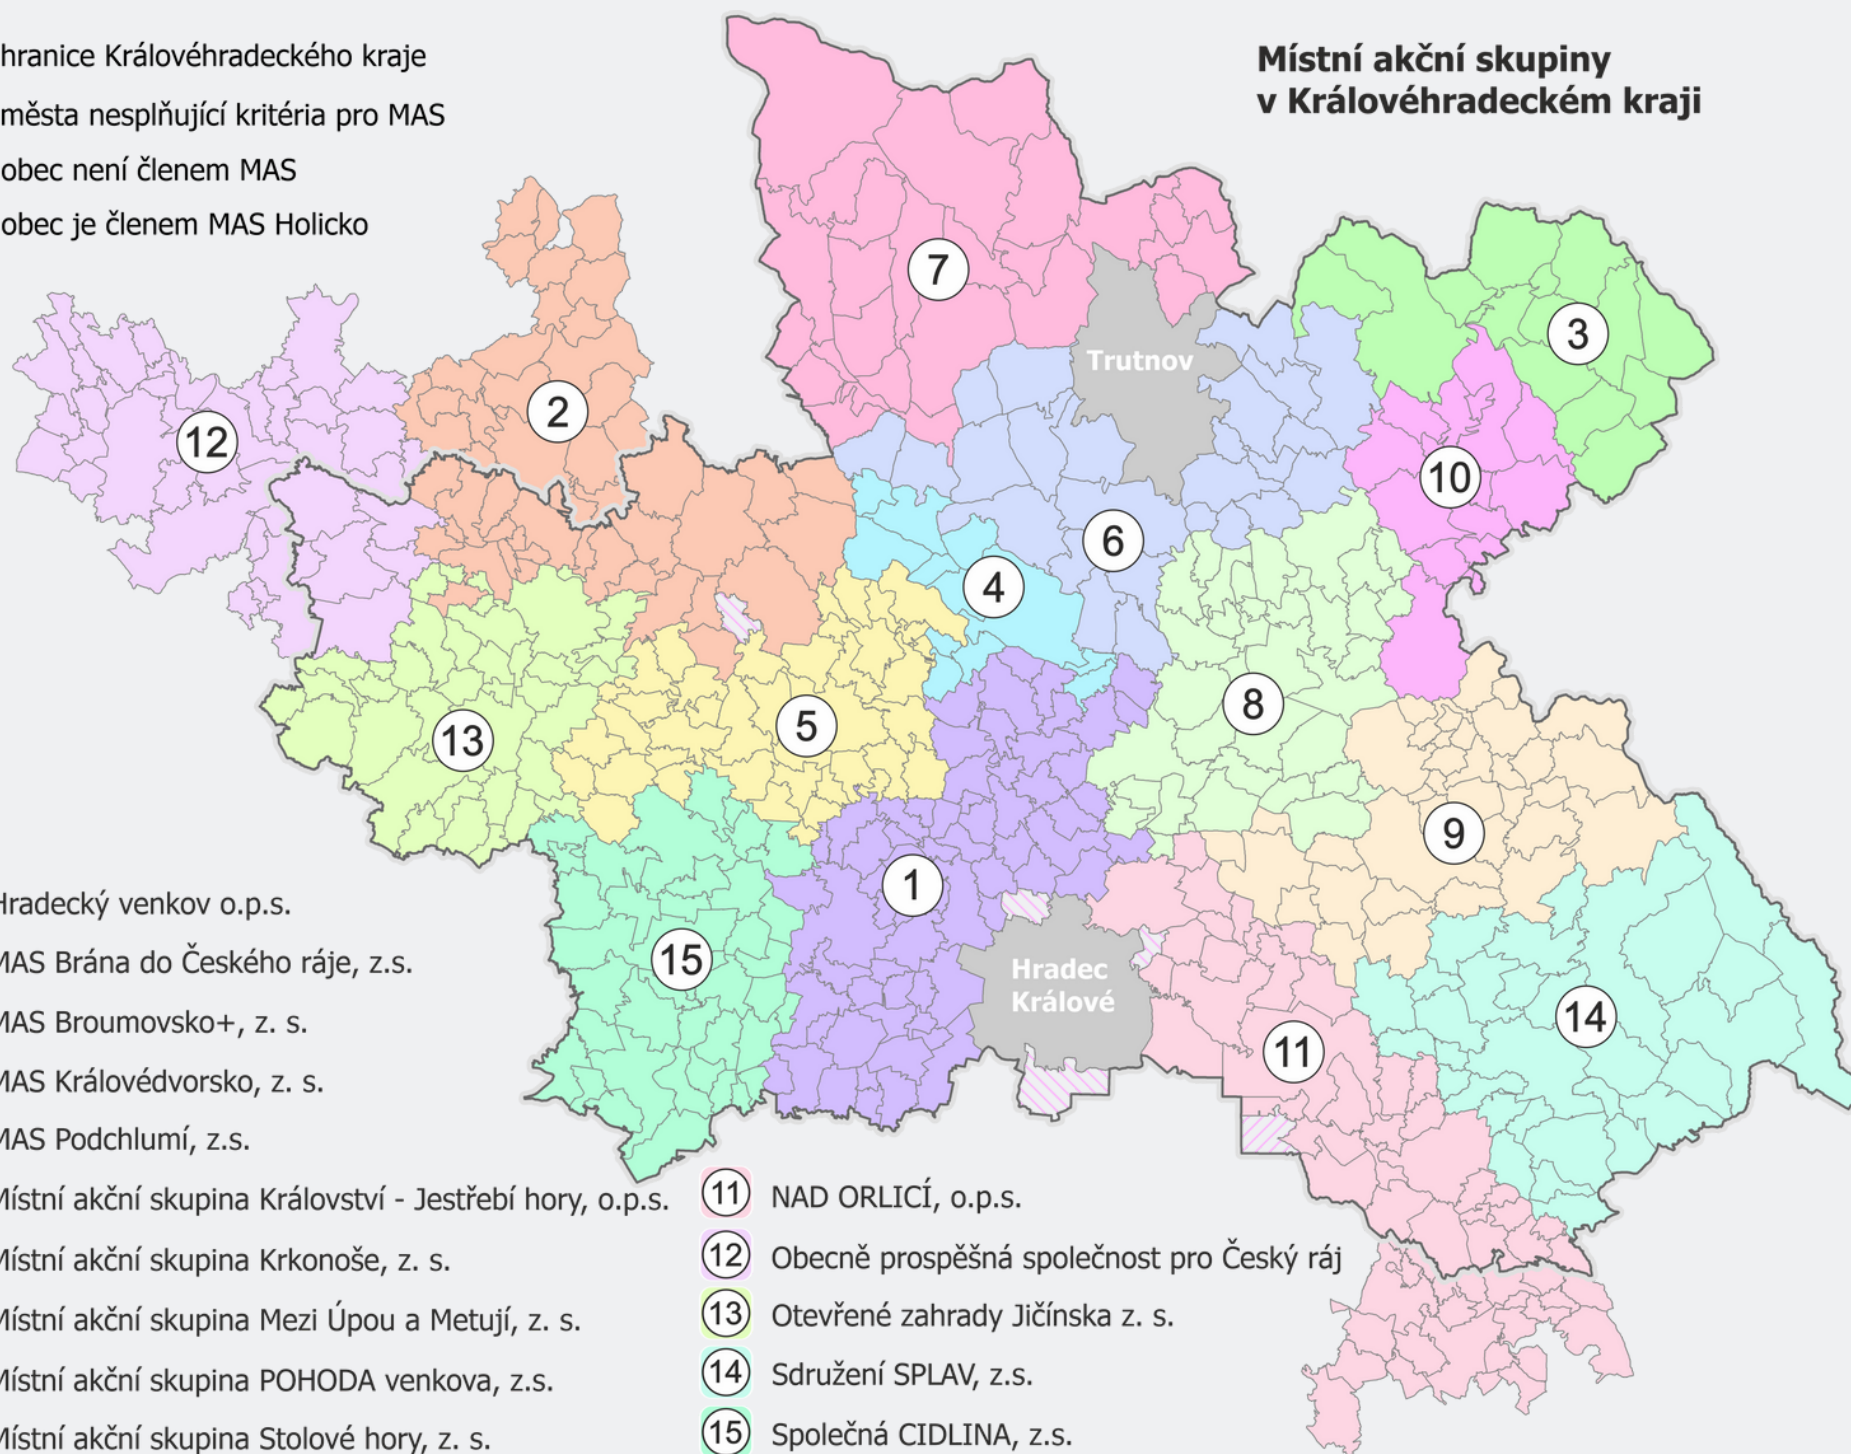 hranice Královéhradeckého kraje
města nesplňující kritéria pro MAS
obec není členem MAS
obec je členem MAS Holicko
Místní akční skupiny
v Královéhradeckém kraji
7
3
Trutnov
2
12
10
6
4
8
5
13
9
1
15
Hradec
Králové
14
11
Hradecký venkov o.p.s.
MAS Brána do Českého ráje, z.s.
MAS Broumovsko+, z. s.
MAS Královédvorsko, z. s.
MAS Podchlumí, z.s.
Místní akční skupina Království - Jestřebí hory, o.p.s.
Místní akční skupina Krkonoše, z. s.
Místní akční skupina Mezi Úpou a Metují, z. s.
Místní akční skupina POHODA venkova, z.s.
Místní akční skupina Stolové hory, z. s.
11 NAD ORLICÍ, o.p.s.
12 Obecně prospěšná společnost pro Český ráj
13 Otevřené zahrady Jičínska z. s.
14 Sdružení SPLAV, z.s.
15 Společná CIDLINA, z.s.